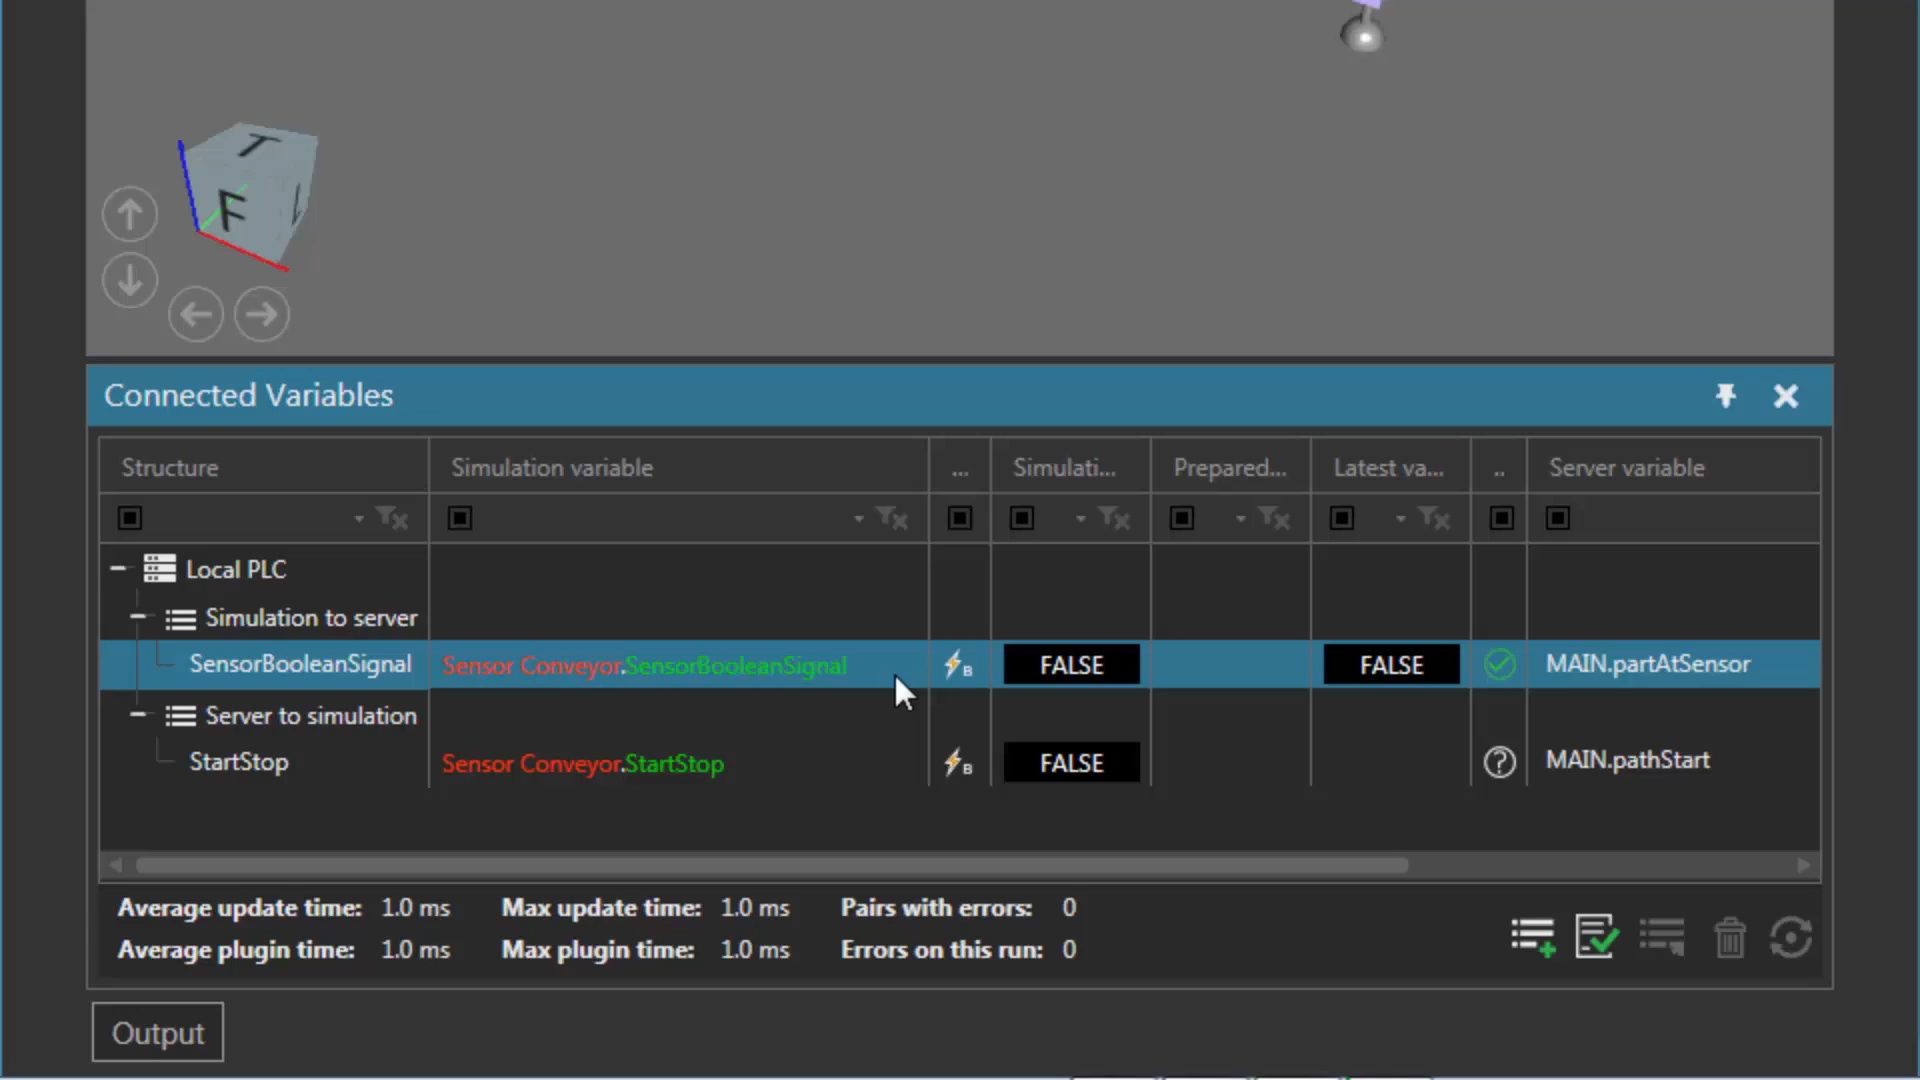 T
F
Connected Variables
Structure Simulation variable ... Simulati... Prepared... Latest va... .. Server variable
Local PLC
Simulation to server
SensorBooleanSignal Sensor Conveyor.SensorBooleanSignal B FALSE FALSE MAIN.partAtSensor
Server to simulation
StartStop Sensor Conveyor.StartStop B FALSE ? MAIN.pathStart
Average update time: 1.0 ms Max update time: 1.0 ms Pairs with errors: 0
Average plugin time: 1.0 ms Max plugin time: 1.0 ms Errors on this run: 0
Output